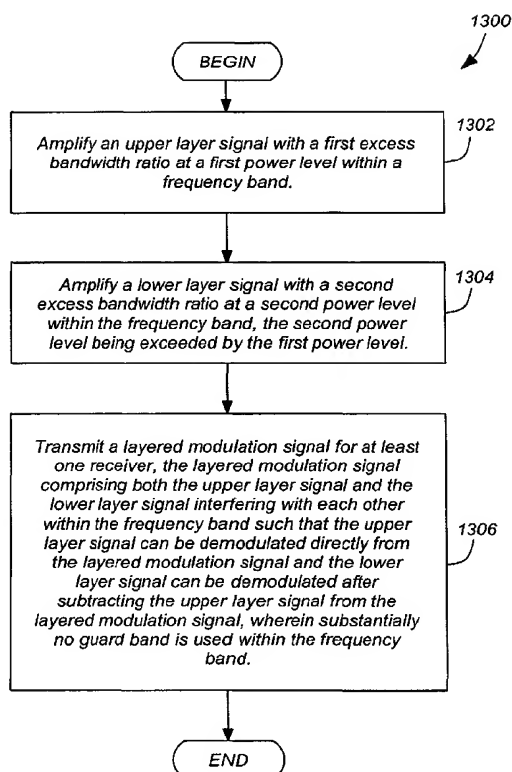 1300
BEGIN
1302
Amplify an upper layer signal with a first excess
bandwidth ratio at a first power level within a
frequency band.
1304
Amplify a lower layer signal with a second
excess bandwidth ratio at a second power level
within the frequency band, the second power
level being exceeded by the first power level.
Transmit a layered modulation signal for at least
one receiver, the layered modulation signal
comprising both the upper layer signal and the
lower layer signal interfering with each other
within the frequency band such that the upper
layer signal can be demodulated directly from
the layered modulation signal and the lower
layer signal can be demodulated after
subtracting the upper layer signal from the
layered modulation signal, wherein substantially
no guard band is used within the frequency
band.
1306
END